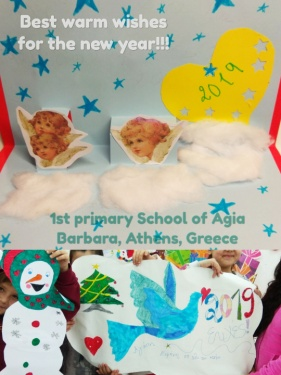 Best warm wishes
for the new year!!!
2019
1st primary School of Agia
Barbara, Athens, Greece
2019